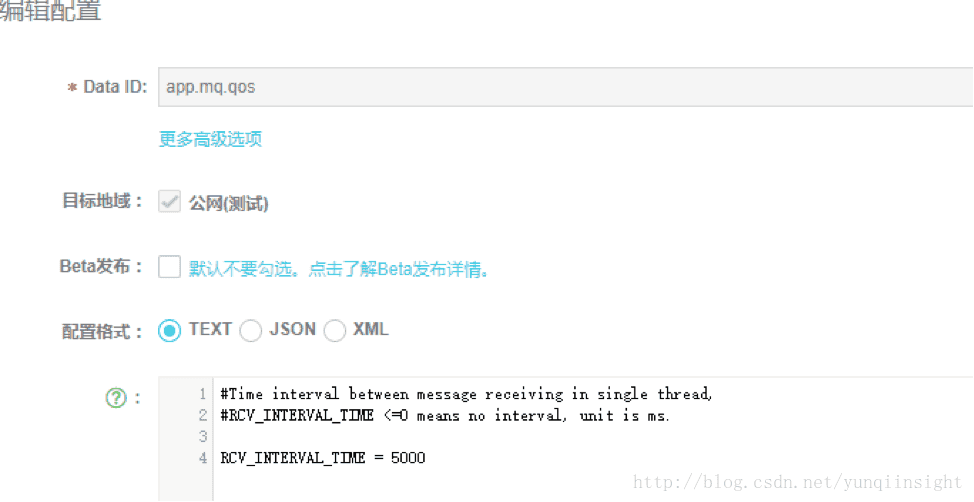 编辑配置
* Data ID: app.mq.qos
更多高级选项
目标地域： 公网(测试)
Beta发布： 默认不要勾选。点击了解Beta发布详情。
配置格式： TEXT JSON XML
? : 1 #Time interval between message receiving in single thread,
2 #RCV_INTERVAL_TIME <=0 means no interval, unit is ms.
3
4 RCV_INTERVAL_TIME = 5000
http://blog.csdn.net/yunqiinsight